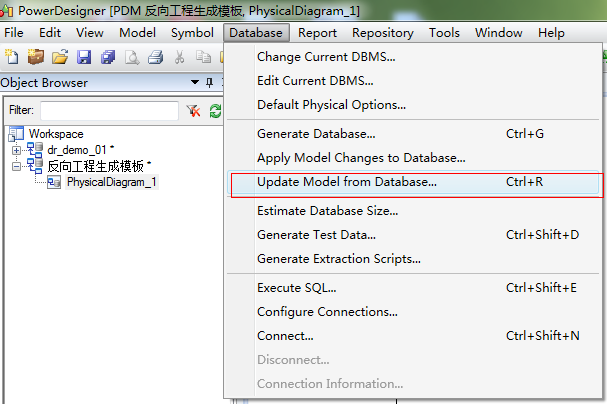 PowerDesigner [PDM 反向工程生成模板, PhysicalDiagram_1]
File Edit View Model Symbol Database Report Repository Tools Window Help
Object Browser
Filter:
Workspace
dr_demo_01 *
反向工程生成模板 *
PhysicalDiagram_1
Change Current DBMS...
Edit Current DBMS...
Default Physical Options...
Generate Database... Ctrl+G
Apply Model Changes to Database...
Update Model from Database... Ctrl+R
Estimate Database Size...
Generate Test Data... Ctrl+Shift+D
Generate Extraction Scripts...
Execute SQL... Ctrl+Shift+E
Configure Connections...
Connect... Ctrl+Shift+N
Disconnect...
Connection Information...